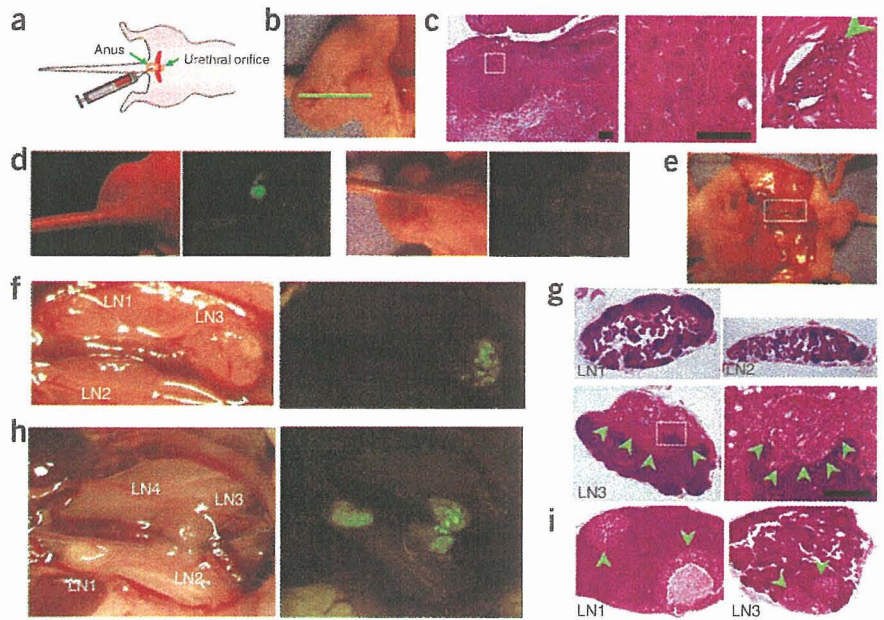 a
b
c
Anus
Urethral orifice
d
e
f
LN1
LN3
LN2
g
LN1
LN2
LN3
h
LN4
LN3
LN1
LN2
i
LN1
LN3